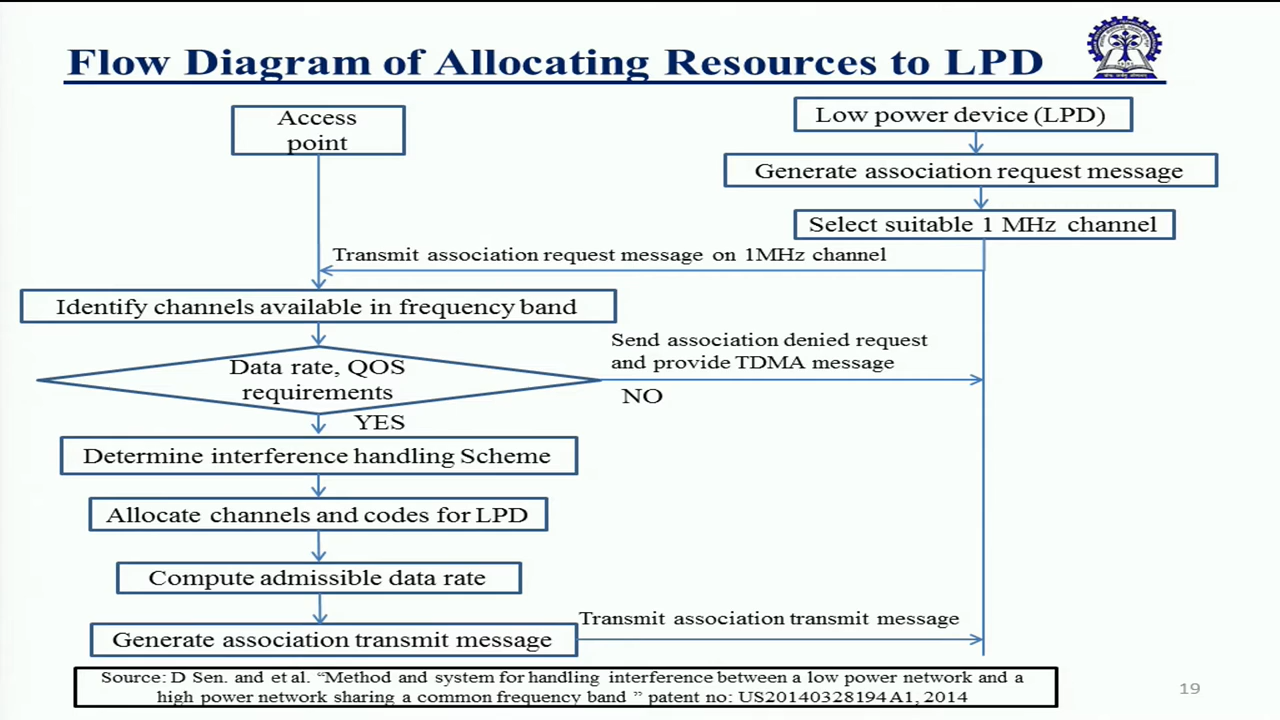 Flow Diagram of Allocating Resources to LPD
Access
point
Low power device (LPD)
Generate association request message
Select suitable 1 MHz channel
Transmit association request message on 1MHz channel
Identify channels available in frequency band
Data rate, QOS
requirements
Send association denied request
and provide TDMA message
NO
YES
Determine interference handling Scheme
Allocate channels and codes for LPD
Compute admissible data rate
Generate association transmit message
Transmit association transmit message
Source: D Sen. and et al. “Method and system for handling interference between a low power network and a
high power network sharing a common frequency band ” patent no: US20140328194 A1, 2014
19